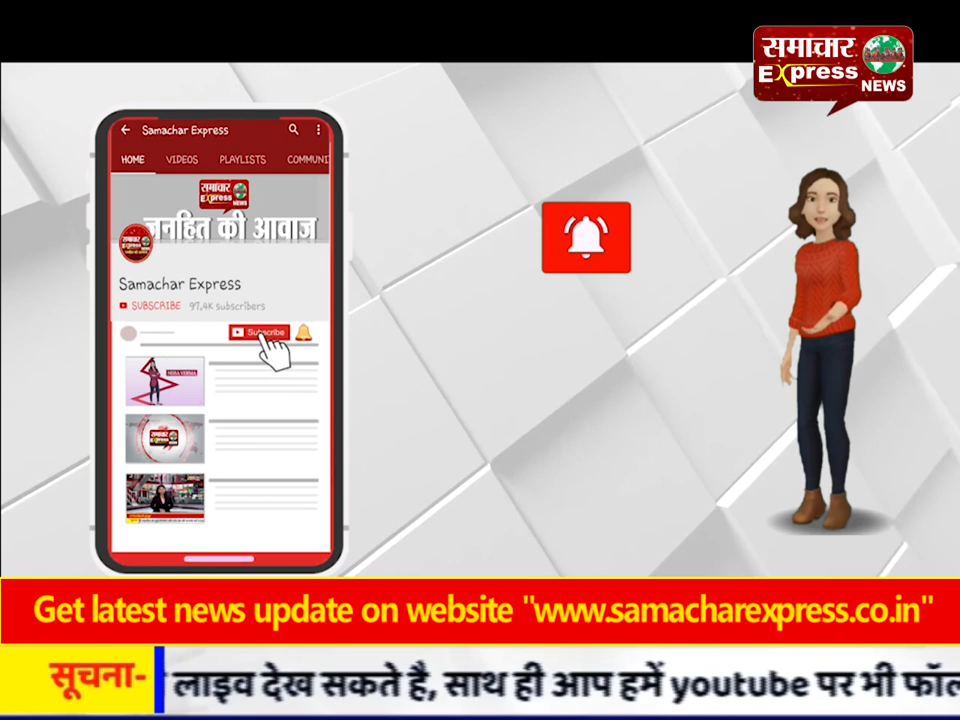 समाचार
Express
NEWS
Samachar Express
HOME VIDEOS PLAYLISTS COMMUNI
समाचार
Express
NEWS
जनहित की आवाज
Samachar Express
SUBSCRIBE 97.4K subscribers
Subscribe
समाचार
Express
Get latest news update on website "www.samacharexpress.co.in"
सूचना- लाइव देख सकते है, साथ ही आप हमें youtube पर भी फॉल